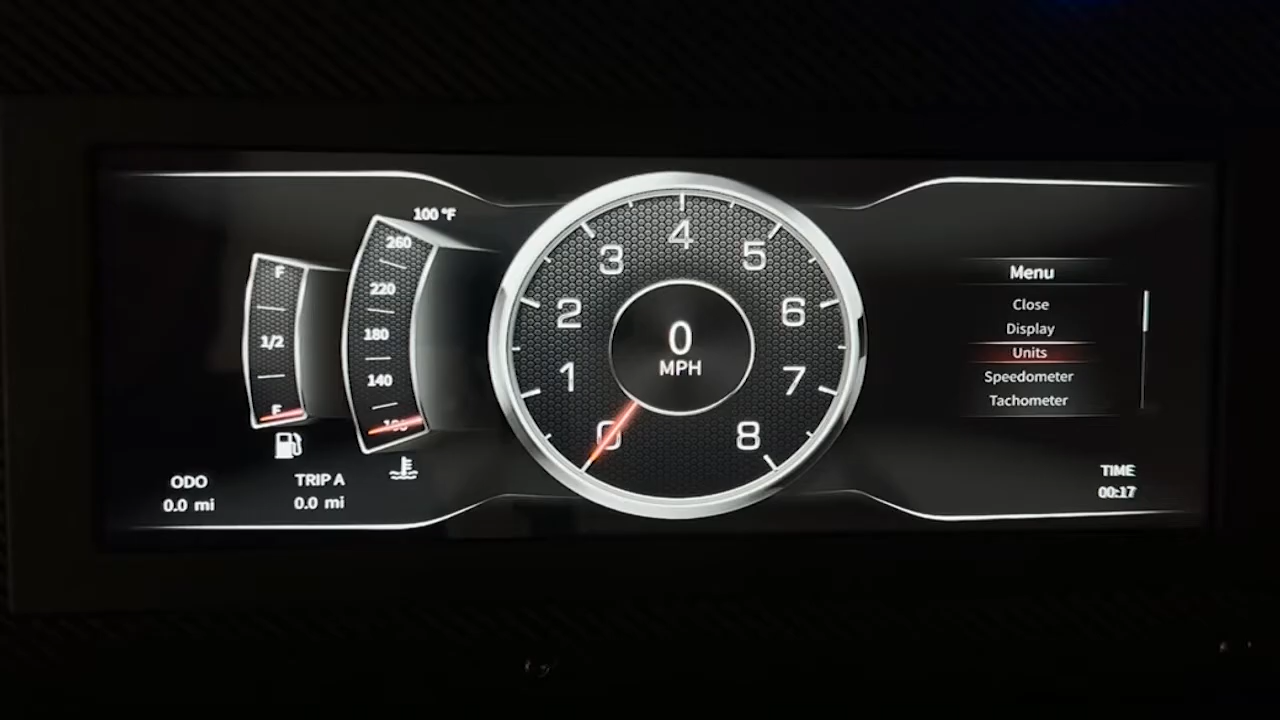 100 °F
F
1/2
E
260
220
180
140
ODO
0.0 mi
TRIP A
0.0 mi
0
1
2
3
4
5
6
7
8
0
MPH
Menu
Close
Display
Units
Speedometer
Tachometer
TIME
00:17